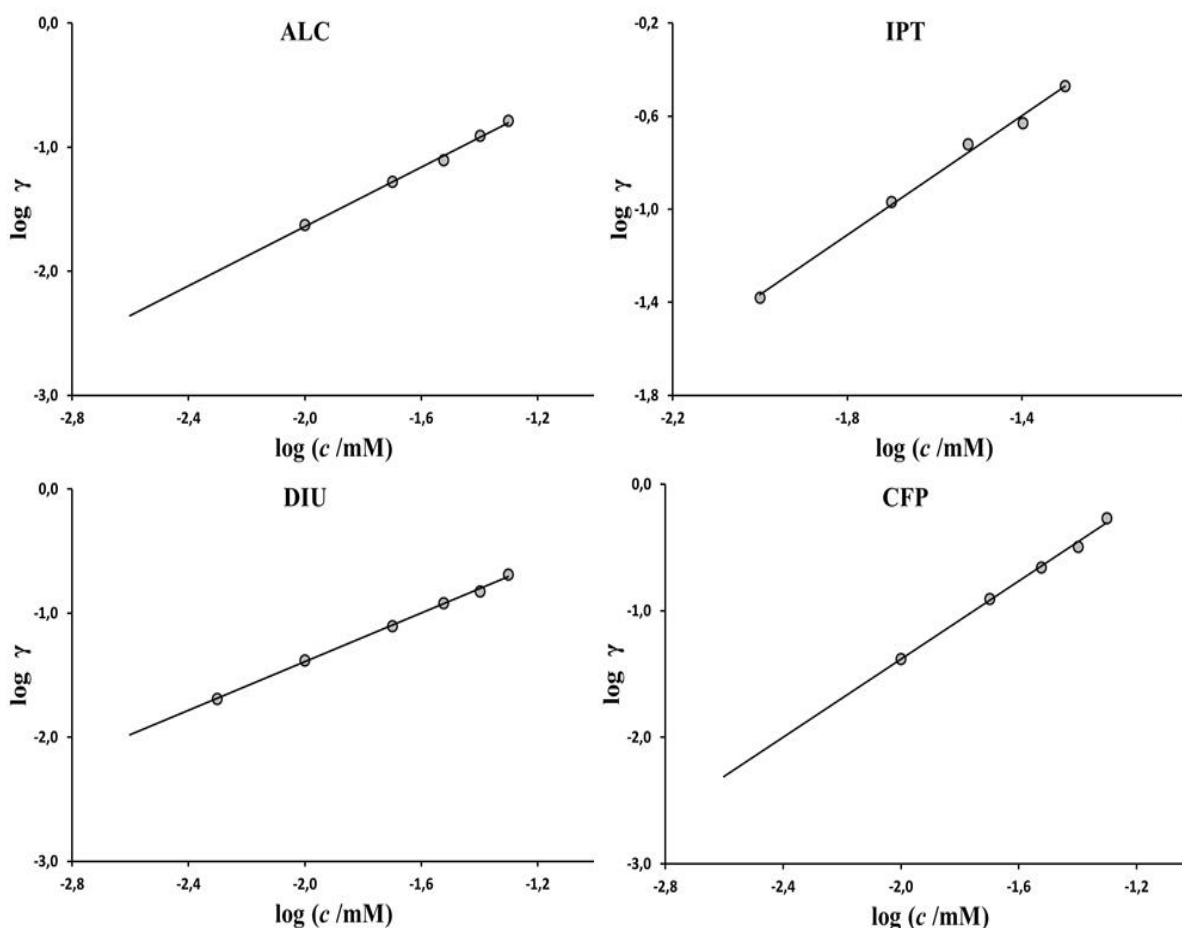 ALC
0,0
-1,0
-2,0
-3,0
log γ
-2,8 -2,4 -2,0 -1,6 -1,2
log (c /mM)
IPT
-0,2
-0,6
-1,0
-1,4
-1,8
log γ
-2,2 -1,8 -1,4
log (c /mM)
DIU
0,0
-1,0
-2,0
-3,0
log γ
-2,8 -2,4 -2,0 -1,6 -1,2
log (c /mM)
CFP
0,0
-1,0
-2,0
-3,0
log γ
-2,8 -2,4 -2,0 -1,6 -1,2
log (c /mM)